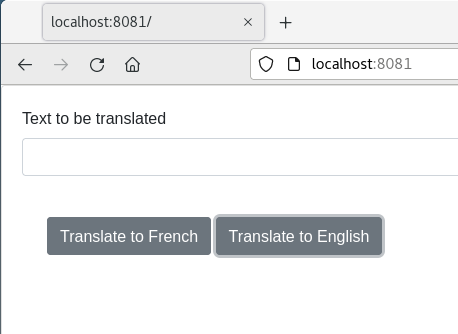 localhost:8081/
localhost:8081
Text to be translated
Translate to French
Translate to English